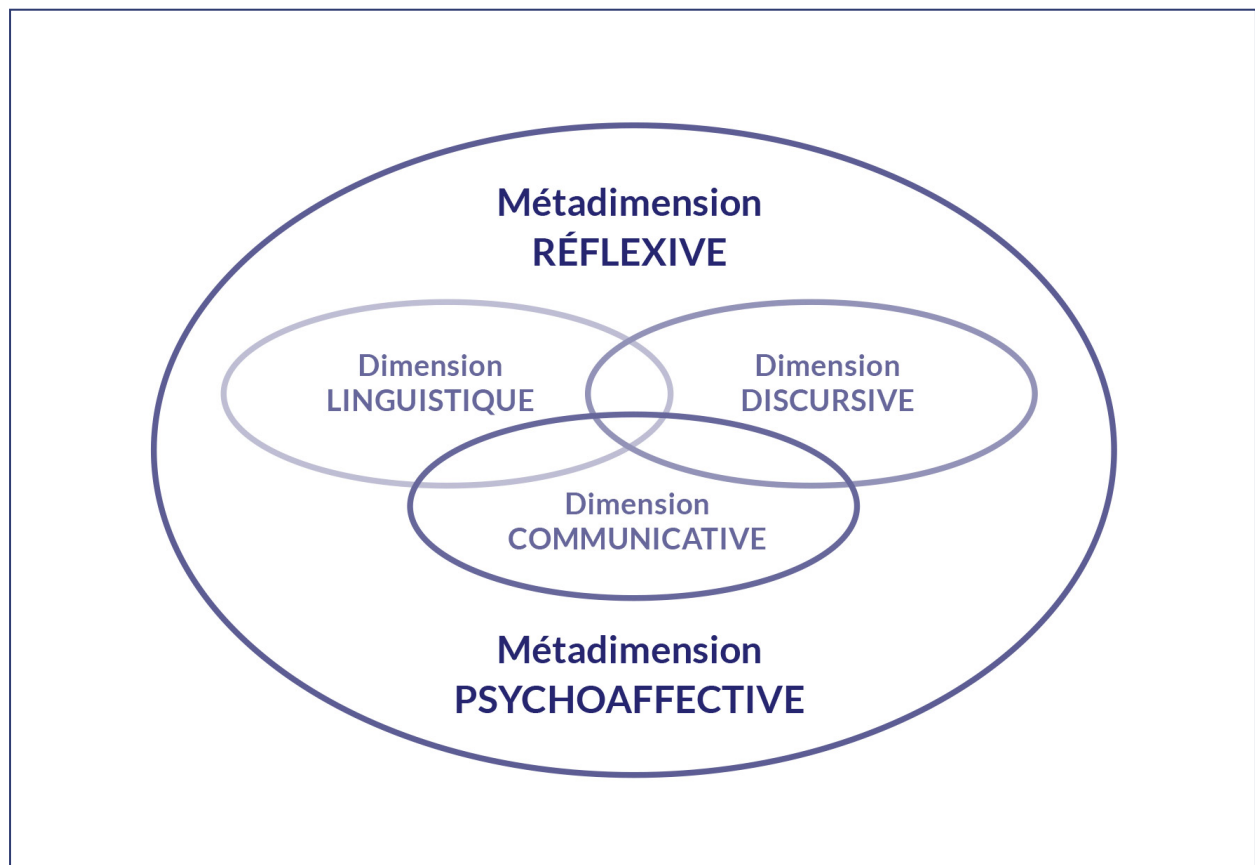 Métadimension
RÉFLEXIVE
Dimension
LINGUISTIQUE
Dimension
DISCURSIVE
Dimension
COMMUNICATIVE
Métadimension
PSYCHOAFFECTIVE